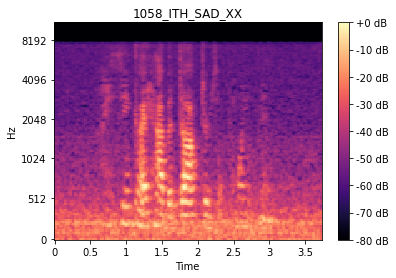 1058_ITH_SAD_XX
+0 dB
8192
-10 dB
4096
-20 dB
-30 dB
2048
-40 dB
Hz
1024
-50 dB
512
-60 dB
-70 dB
0
-80 dB
0 0.5 1 1.5 2 2.5 3 3.5
Time